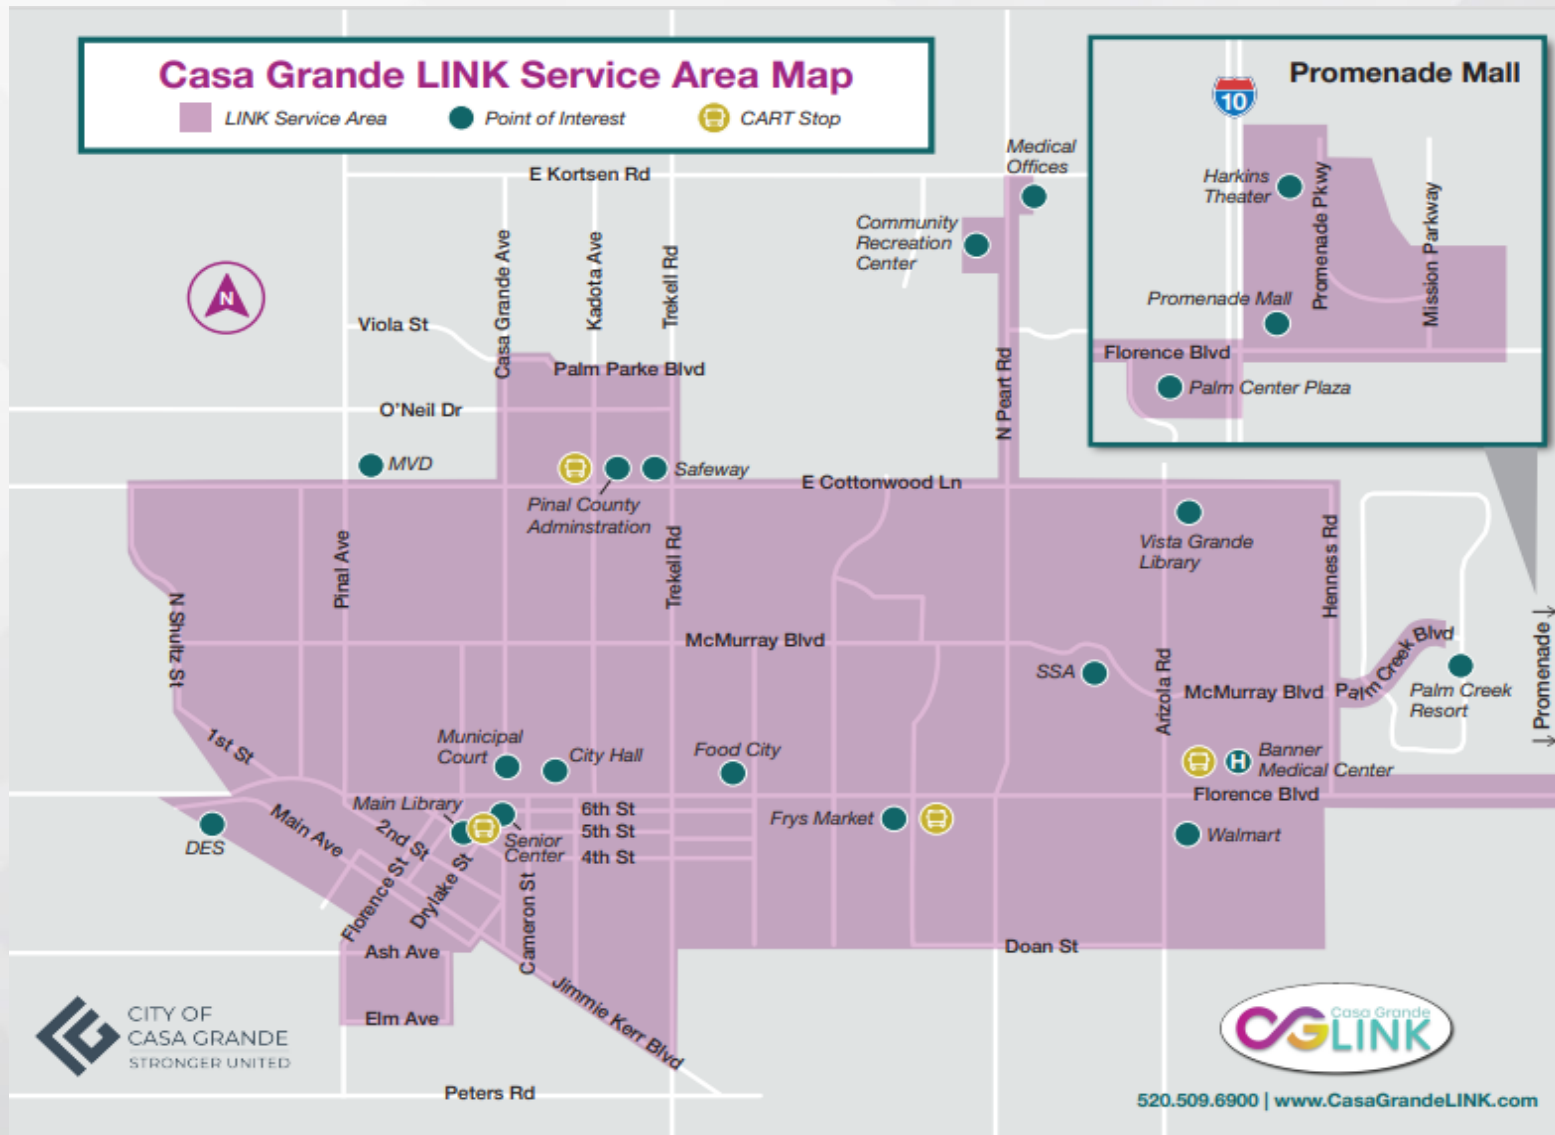 Casa Grande LINK Service Area Map
LINK Service Area
Point of Interest
CART Stop
Promenade Mall
10
Harkins
Theater
Promenade Pkwy
Mission Parkway
Promenade Mall
Florence Blvd
Palm Center Plaza
Medical
Offices
E Kortsen Rd
Community
Recreation
Center
Casa Grande Ave
Kadota Ave
Trekell Rd
N
Viola St
N Peart Rd
Palm Parke Blvd
O'Neil Dr
MVD
Safeway
E Cottonwood Ln
Pinal County
Adminstration
Vista Grande
Library
Pinal Ave
Trekell Rd
Henness Rd
N Shultz St
McMurray Blvd
SSA
Arizola Rd
McMurray Blvd
Palm Creek Blvd
Palm Creek
Resort
Promenade
1st St
Municipal
Court
City Hall
Food City
H
Banner
Medical Center
Florence Blvd
Main Library
6th St
Frys Market
Main Ave
2nd St
5th St
Walmart
DES
Senior
Center
4th St
Florence St
Drylake St
Cameron St
Ash Ave
Doan St
Jimmie Kerr Blvd
Elm Ave
CITY OF
CASA GRANDE
STRONGER UNITED
Casa Grande
CG LINK
Peters Rd
520.509.6900 | www.CasaGrandeLINK.com